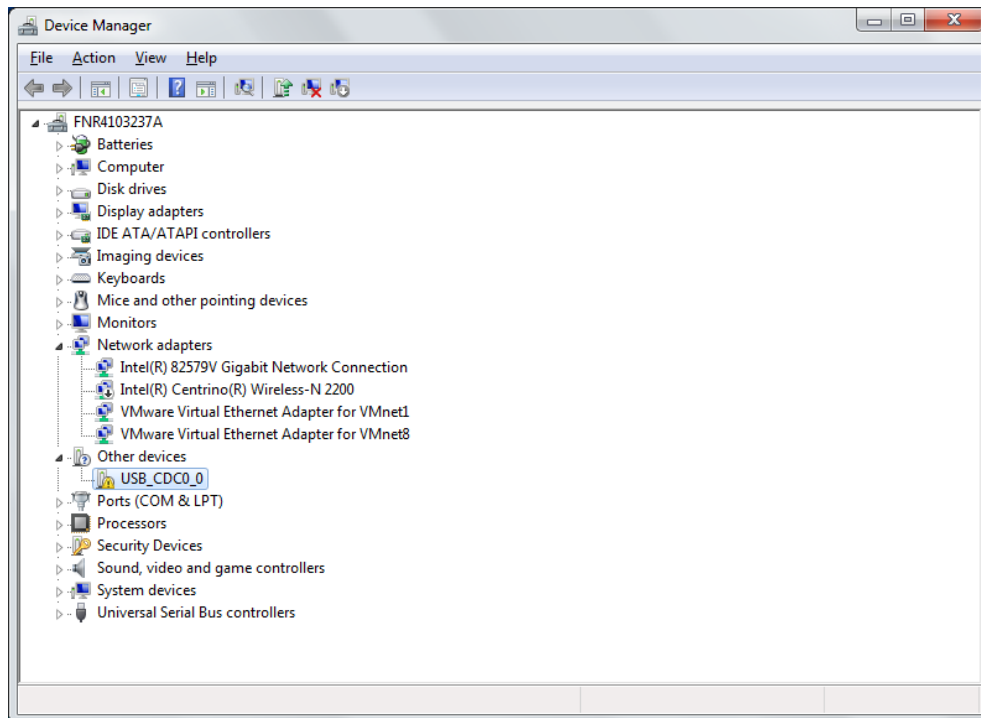 Device Manager
File Action View Help
FNR4103237A
Batteries
Computer
Disk drives
Display adapters
IDE ATA/ATAPI controllers
Imaging devices
Keyboards
Mice and other pointing devices
Monitors
Network adapters
Intel(R) 82579V Gigabit Network Connection
Intel(R) Centrino(R) Wireless-N 2200
VMware Virtual Ethernet Adapter for VMnet1
VMware Virtual Ethernet Adapter for VMnet8
Other devices
USB_CDC0_0
Ports (COM & LPT)
Processors
Security Devices
Sound, video and game controllers
System devices
Universal Serial Bus controllers